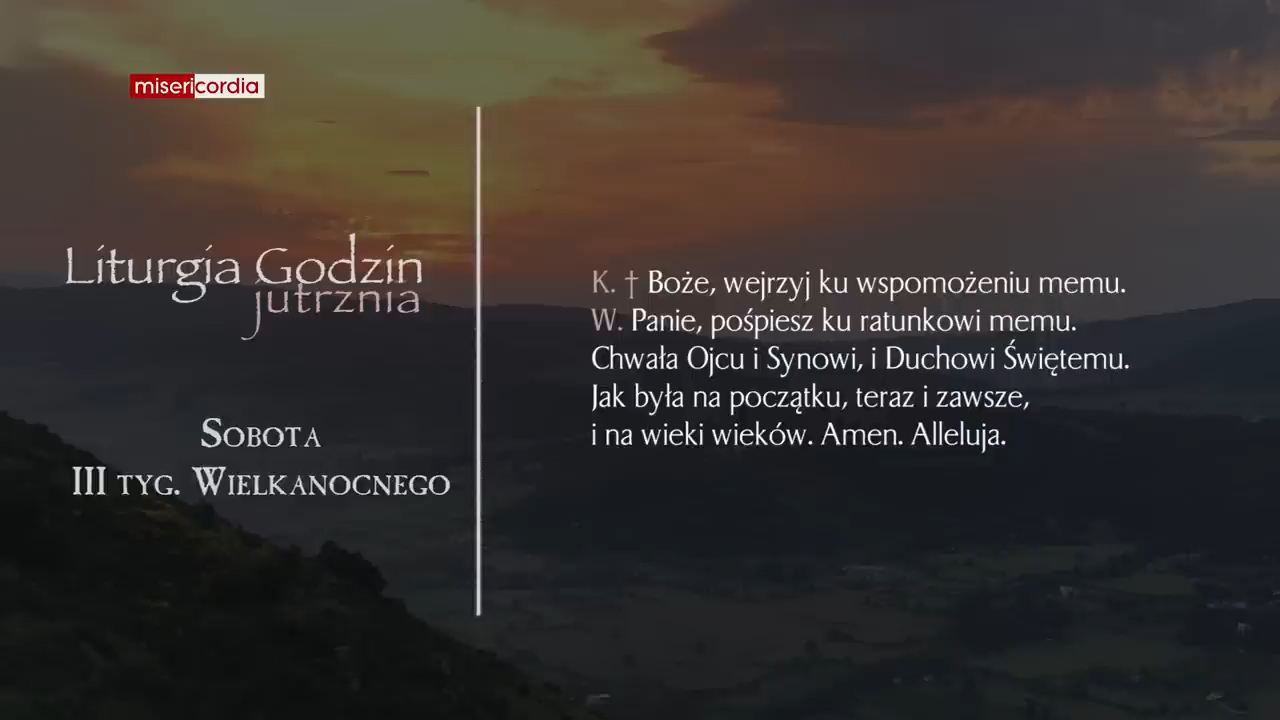 misericordia
Liturgia Godzin
jutrznia
Sobota
III tyg. Wielkanocnego
K. † Boże, wejrzyj ku wspomożeniu memu.
W. Panie, pośpiesz ku ratunkowi memu.
Chwała Ojcu i Synowi, i Duchowi Świętemu.
Jak była na początku, teraz i zawsze,
i na wieki wieków. Amen. Alleluja.